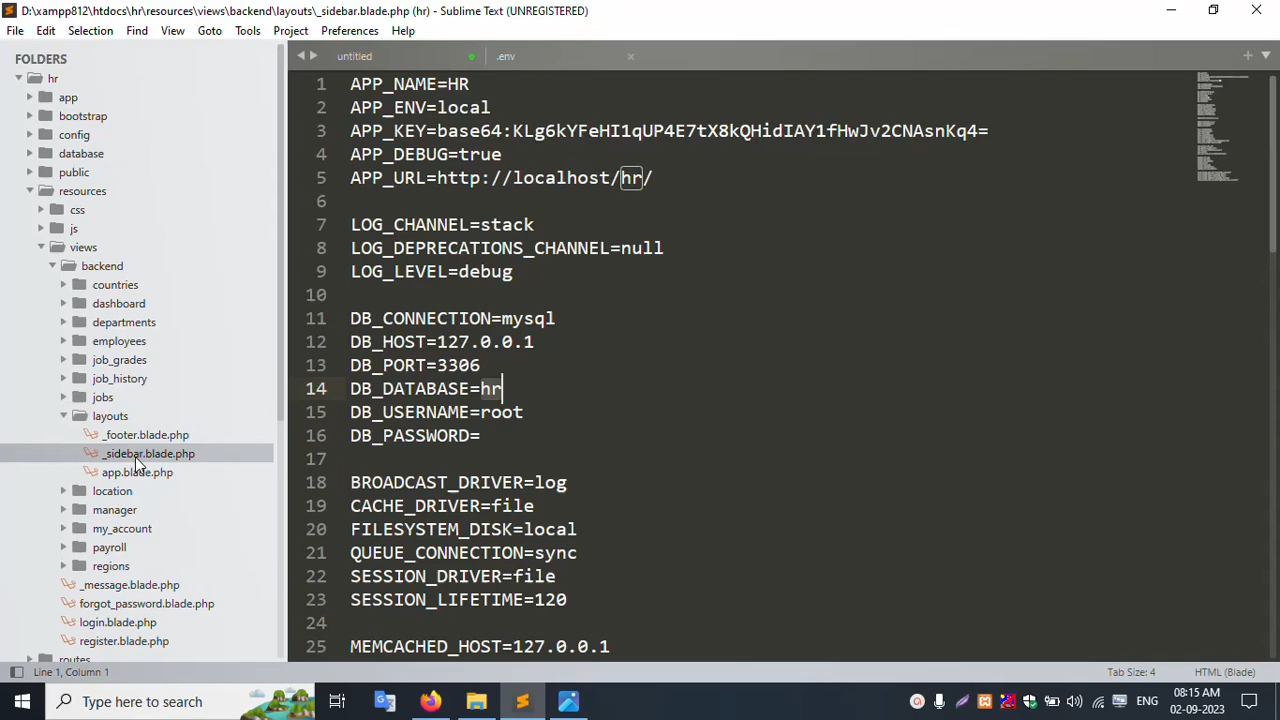 D:\xampp812\htdocs\hr\resources\views\backend\layouts\_sidebar.blade.php (hr) - Sublime Text (UNREGISTERED)
File Edit Selection Find View Goto Tools Project Preferences Help
FOLDERS
hr
app
bootstrap
config
database
public
resources
css
js
views
backend
countries
dashboard
departments
employees
job_grades
job_history
jobs
layouts
_footer.blade.php
_sidebar.blade.php
app.blade.php
location
manager
my_account
payroll
regions
_message.blade.php
forgot_password.blade.php
login.blade.php
register.blade.php
routes
untitled
.env
1 APP_NAME=HR
2 APP_ENV=local
3 APP_KEY=base64:KLg6kYFeHI1qUP4E7tX8kQHidIAY1fHwJv2CNAsnKq4=
4 APP_DEBUG=true
5 APP_URL=http://localhost/hr/
6
7 LOG_CHANNEL=stack
8 LOG_DEPRECATIONS_CHANNEL=null
9 LOG_LEVEL=debug
10
11 DB_CONNECTION=mysql
12 DB_HOST=127.0.0.1
13 DB_PORT=3306
14 DB_DATABASE=hr
15 DB_USERNAME=root
16 DB_PASSWORD=
17
18 BROADCAST_DRIVER=log
19 CACHE_DRIVER=file
20 FILESYSTEM_DISK=local
21 QUEUE_CONNECTION=sync
22 SESSION_DRIVER=file
23 SESSION_LIFETIME=120
24
25 MEMCACHED_HOST=127.0.0.1
Line 1, Column 1
Tab Size: 4
HTML (Blade)
Type here to search
ENG
08:15 AM
02-09-2023